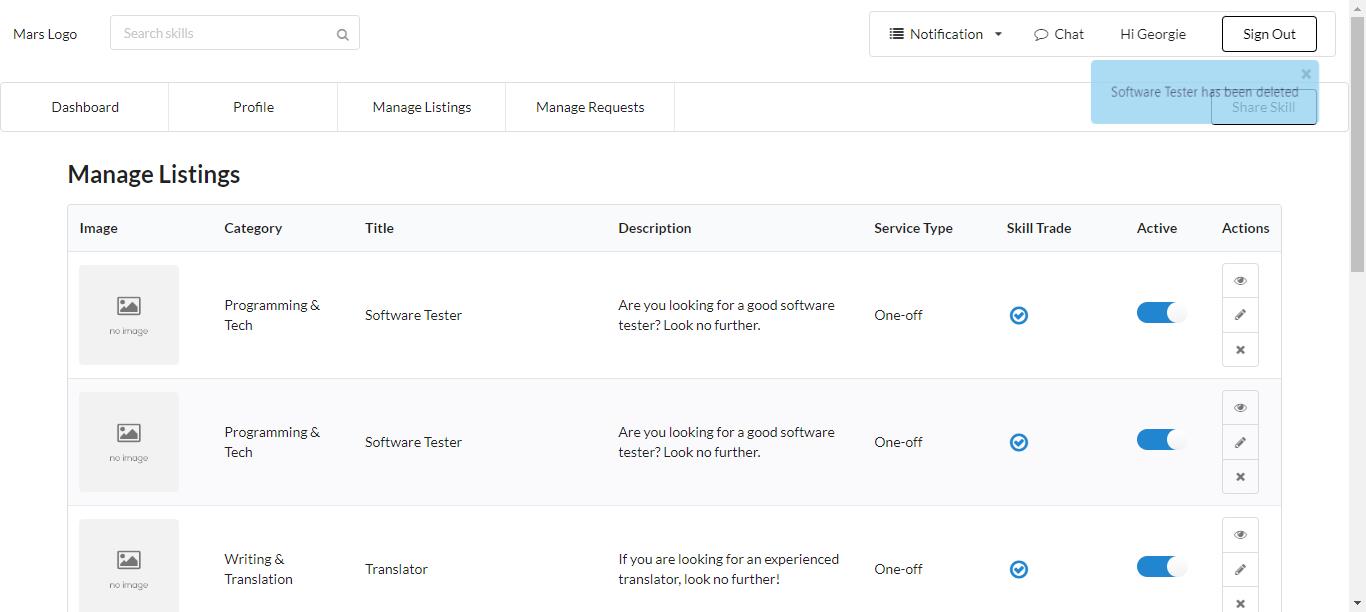 Mars Logo
Search skills
Notification
Chat
Hi Georgie
Sign Out
Dashboard
Profile
Manage Listings
Manage Requests
Software Tester has been deleted
Share Skill
Manage Listings
Image Category Title Description Service Type Skill Trade Active Actions
no image
Programming &
Tech
Software Tester
Are you looking for a good software
tester? Look no further.
One-off
no image
Programming &
Tech
Software Tester
Are you looking for a good software
tester? Look no further.
One-off
no image
Writing &
Translation
Translator
If you are looking for an experienced
translator, look no further!
One-off